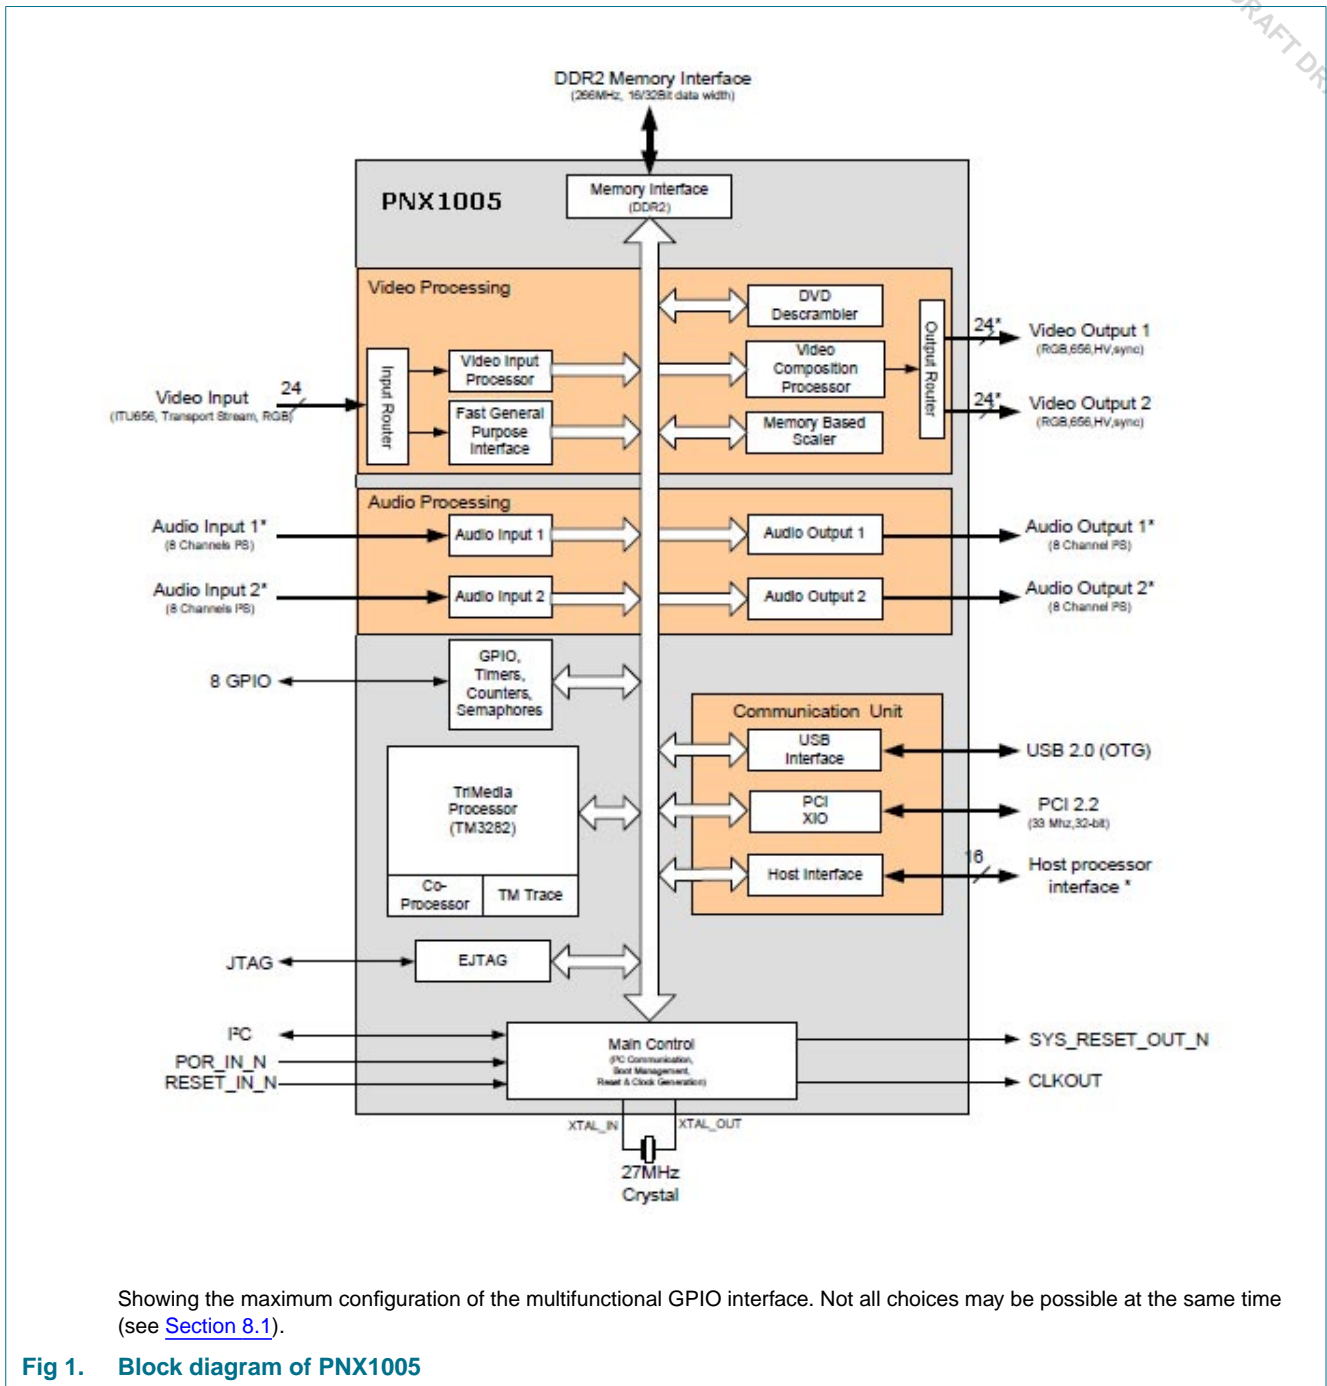 DRAFT DRA
DDR2 Memory Interface
(266MHz, 16/32Bit data width)
PNX1005
Memory Interface
(DDR2)
Video Processing
DVD
Descrambler
Video Input
Processor
Video
Composition
Processor
Input Router
Output Router
24*
Video Output 1
(RGB,656,HV,sync)
Video Input
24
(ITU656, Transport Stream, RGB)
Fast General
Purpose
Interface
Memory Based
Scaler
24*
Video Output 2
(RGB,656,HV,sync)
Audio Processing
Audio Input 1*
(8 Channels I²S)
Audio Input 1
Audio Output 1
Audio Output 1*
(8 Channel I²S)
Audio Input 2*
(8 Channels I²S)
Audio Input 2
Audio Output 2
Audio Output 2*
(8 Channel I²S)
8 GPIO
GPIO,
Timers,
Counters,
Semaphores
Communication Unit
USB
Interface
USB 2.0 (OTG)
TriMedia
Processor
(TM3282)
PCI
XIO
PCI 2.2
(33 Mhz,32-bit)
Co-
Processor
TM Trace
Host Interface
16
Host processor
interface *
JTAG
EJTAG
I²C
POR_IN_N
RESET_IN_N
Main Control
(I²C Communication,
Boot Management,
Reset & Clock Generation)
SYS_RESET_OUT_N
CLKOUT
XTAL_IN
XTAL_OUT
27MHz
Crystal
Showing the maximum configuration of the multifunctional GPIO interface. Not all choices may be possible at the same time
(see Section 8.1).
Fig 1. Block diagram of PNX1005